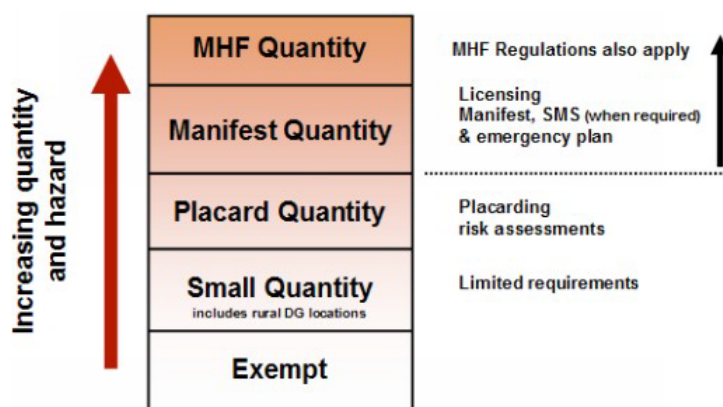 Increasing quantity
and hazard
MHF Quantity
MHF Regulations also apply
Manifest Quantity
Licensing
Manifest, SMS (when required)
& emergency plan
Placard Quantity
Placarding
risk assessments
Small Quantity
includes rural DG locations
Limited requirements
Exempt